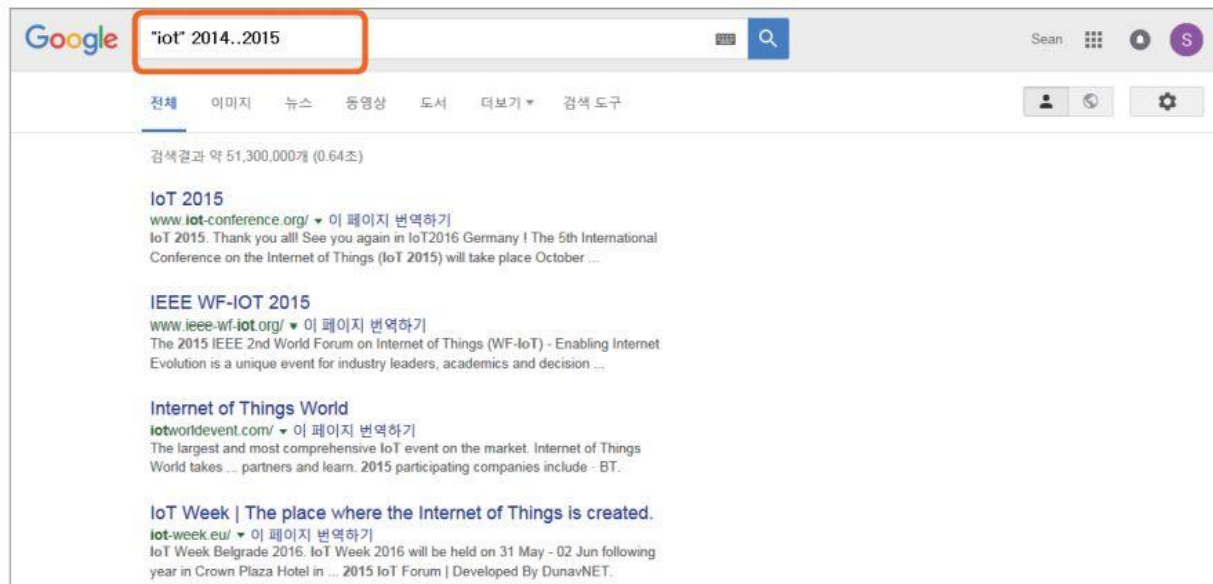 Google "iot" 2014..2015 Sean S
전체 이미지 뉴스 동영상 도서 더보기 검색 도구
검색결과 약 51,300,000개 (0.64초)
IoT 2015
www.iot-conference.org/ 이 페이지 번역하기
IoT 2015. Thank you all! See you again in IoT2016 Germany ! The 5th International
Conference on the Internet of Things (IoT 2015) will take place October ...
IEEE WF-IOT 2015
www.ieee-wf-iot.org/ 이 페이지 번역하기
The 2015 IEEE 2nd World Forum on Internet of Things (WF-IoT) - Enabling Internet
Evolution is a unique event for industry leaders, academics and decision ...
Internet of Things World
iotworldevent.com/ 이 페이지 번역하기
The largest and most comprehensive IoT event on the market. Internet of Things
World takes ... partners and learn. 2015 participating companies include · BT.
IoT Week | The place where the Internet of Things is created.
iot-week.eu/ 이 페이지 번역하기
IoT Week Belgrade 2016. IoT Week 2016 will be held on 31 May - 02 Jun following
year in Crown Plaza Hotel in ... 2015 IoT Forum | Developed By DunavNET.